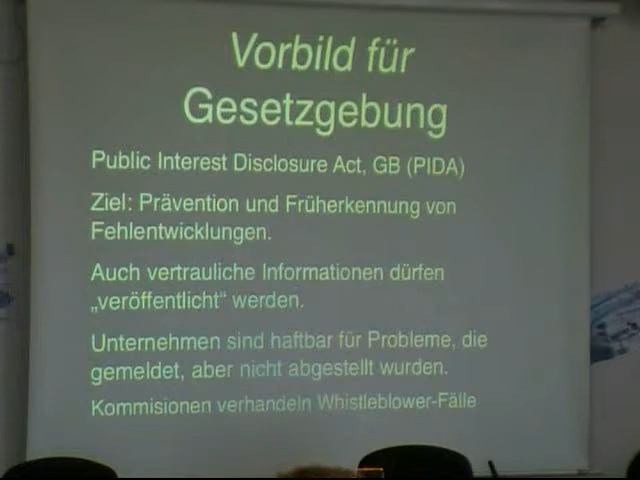 Vorbild für
Gesetzgebung
Public Interest Disclosure Act, GB (PIDA)
Ziel: Prävention und Früherkennung von
Fehlentwicklungen.
Auch vertrauliche Informationen dürfen
„veröffentlicht“ werden.
Unternehmen sind haftbar für Probleme, die
gemeldet, aber nicht abgestellt wurden.
Kommisionen verhandeln Whistleblower-Fälle